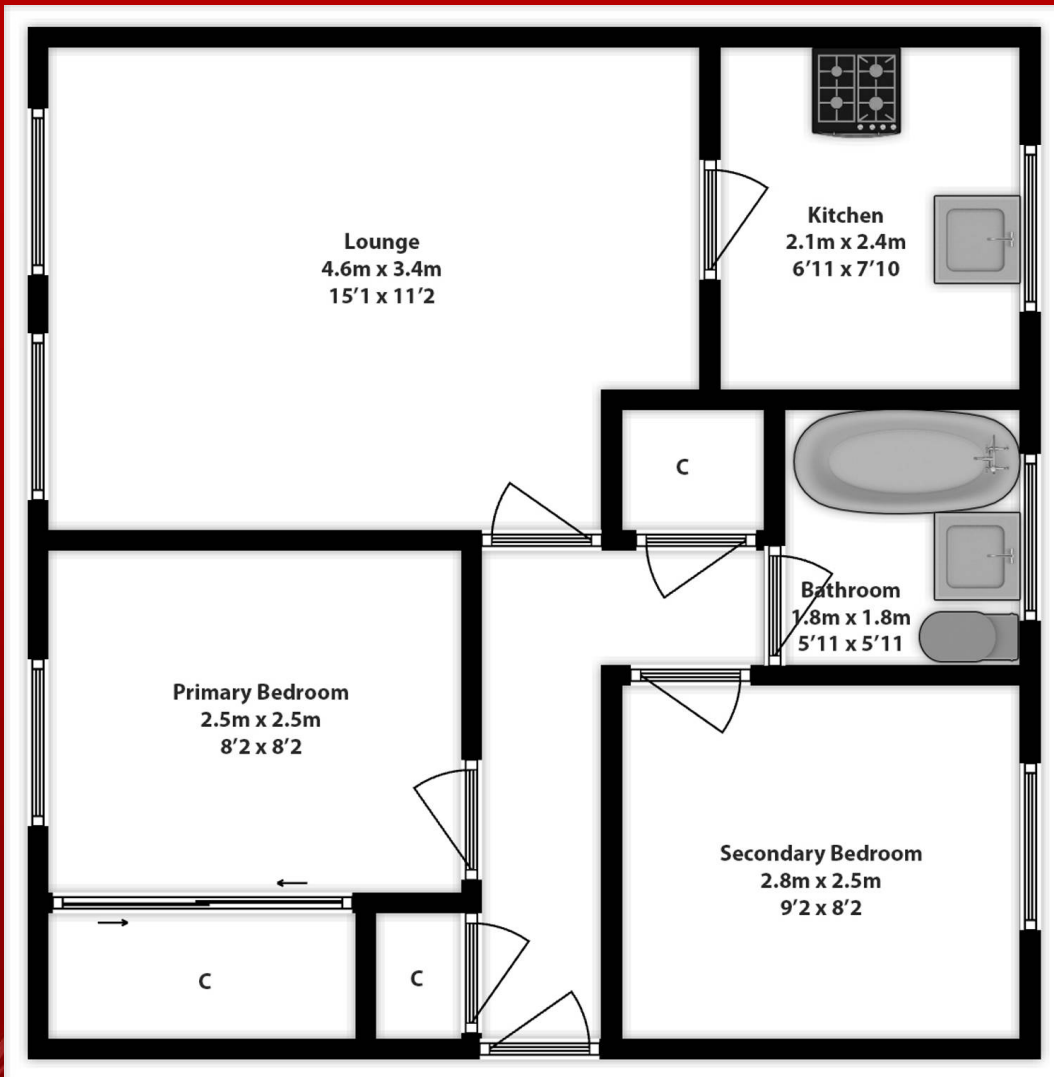 Lounge
4.6m x 3.4m
15’1 x 11’2
Kitchen
2.1m x 2.4m
6’11 x 7’10
C
Bathroom
1.8m x 1.8m
5’11 x 5’11
Primary Bedroom
2.5m x 2.5m
8’2 x 8’2
Secondary Bedroom
2.8m x 2.5m
9’2 x 8’2
C
C